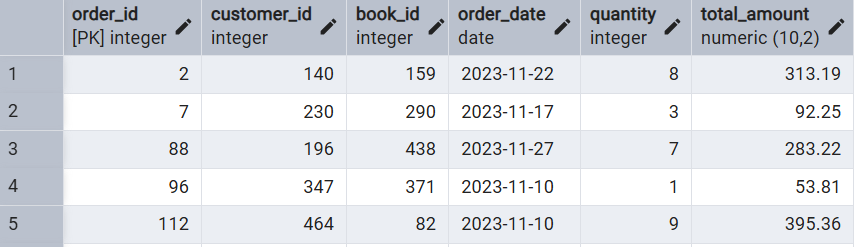 order_id customer_id book_id order_date quantity total_amount
[PK] integer integer integer date integer numeric (10,2)
1 2 140 159 2023-11-22 8 313.19
2 7 230 290 2023-11-17 3 92.25
3 88 196 438 2023-11-27 7 283.22
4 96 347 371 2023-11-10 1 53.81
5 112 464 82 2023-11-10 9 395.36